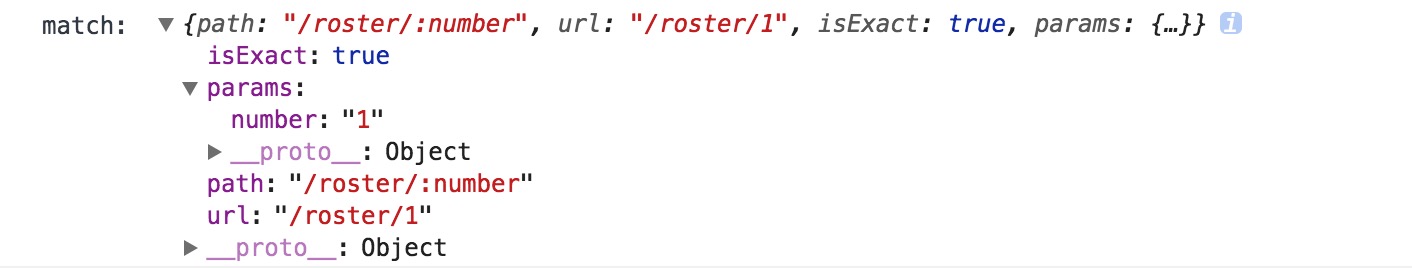 match: ▼ {path: "/roster/:number", url: "/roster/1", isExact: true, params: {…}} i
isExact: true
▼ params:
number: "1"
▶ __proto__: Object
path: "/roster/:number"
url: "/roster/1"
▶ __proto__: Object